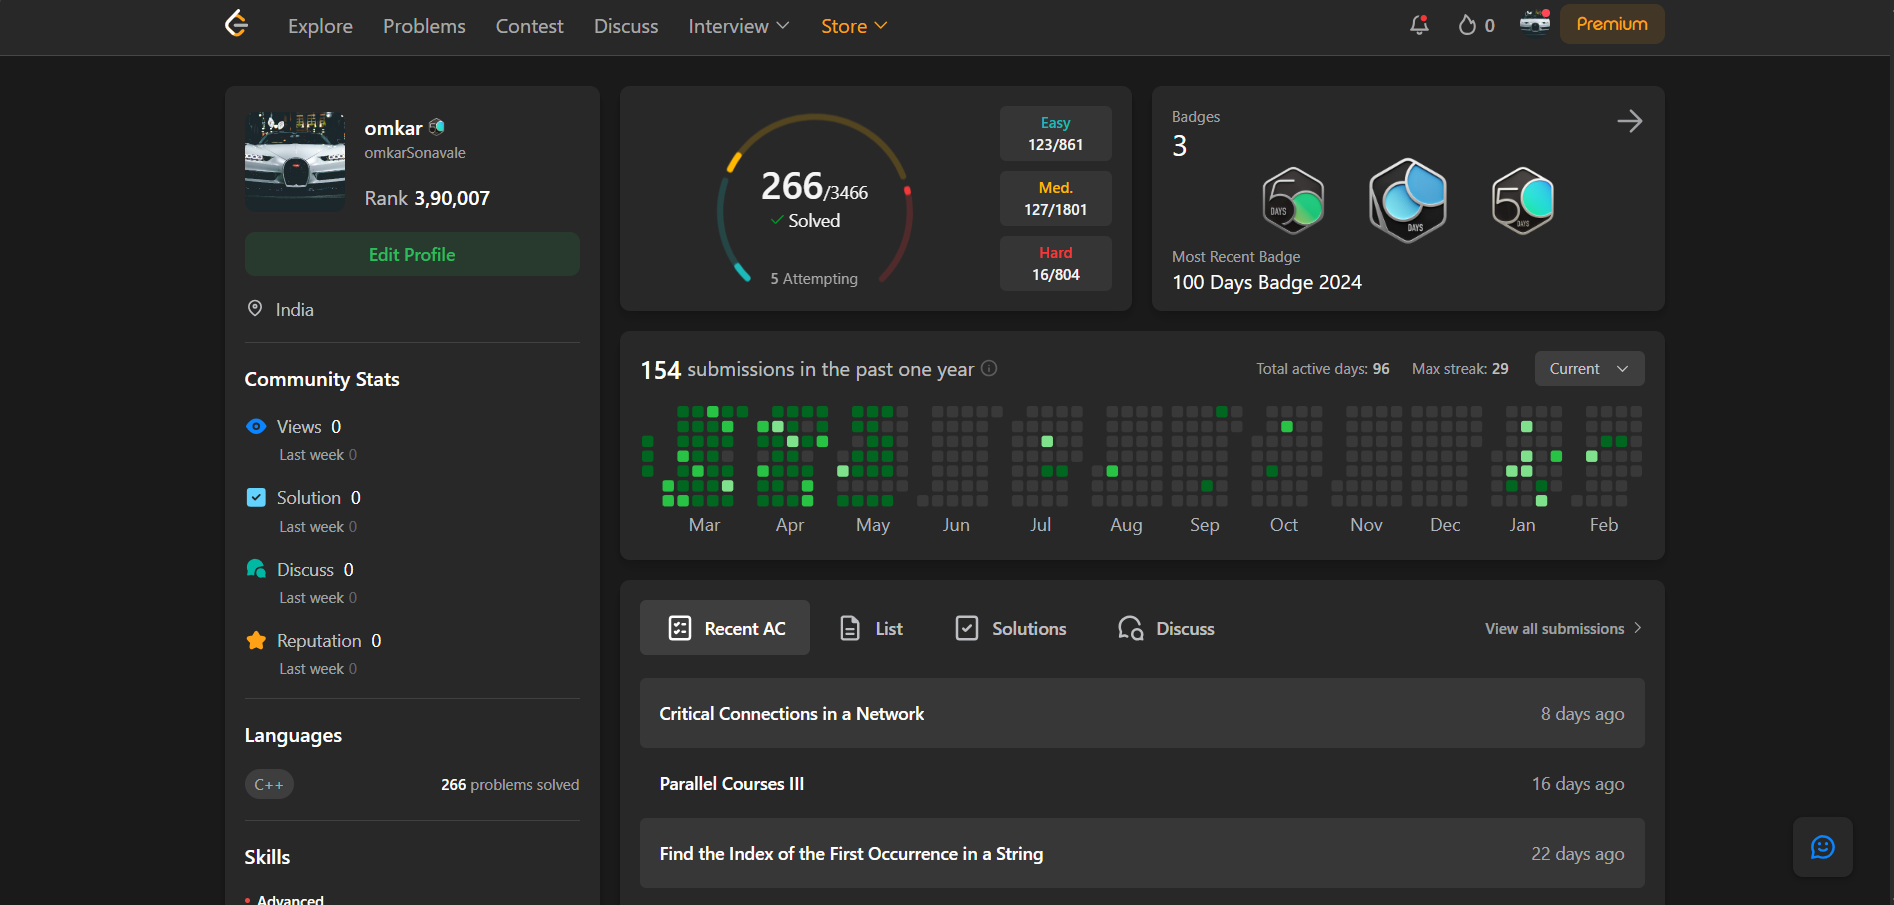 Explore Problems Contest Discuss Interview Store 0 Premium
omkar
omkarSonavale
Rank 3,90,007
Edit Profile
India
Community Stats
Views 0
Last week 0
Solution 0
Last week 0
Discuss 0
Last week 0
Reputation 0
Last week 0
Languages
C++ 266 problems solved
Skills
Advanced
266/3466
Solved
5 Attempting
Easy
123/861
Med.
127/1801
Hard
16/804
Badges
3
50 DAYS
DAYS
50 DAYS
Most Recent Badge
100 Days Badge 2024
154 submissions in the past one year Total active days: 96 Max streak: 29 Current
Mar Apr May Jun Jul Aug Sep Oct Nov Dec Jan Feb
Recent AC List Solutions Discuss View all submissions
Critical Connections in a Network 8 days ago
Parallel Courses III 16 days ago
Find the Index of the First Occurrence in a String 22 days ago